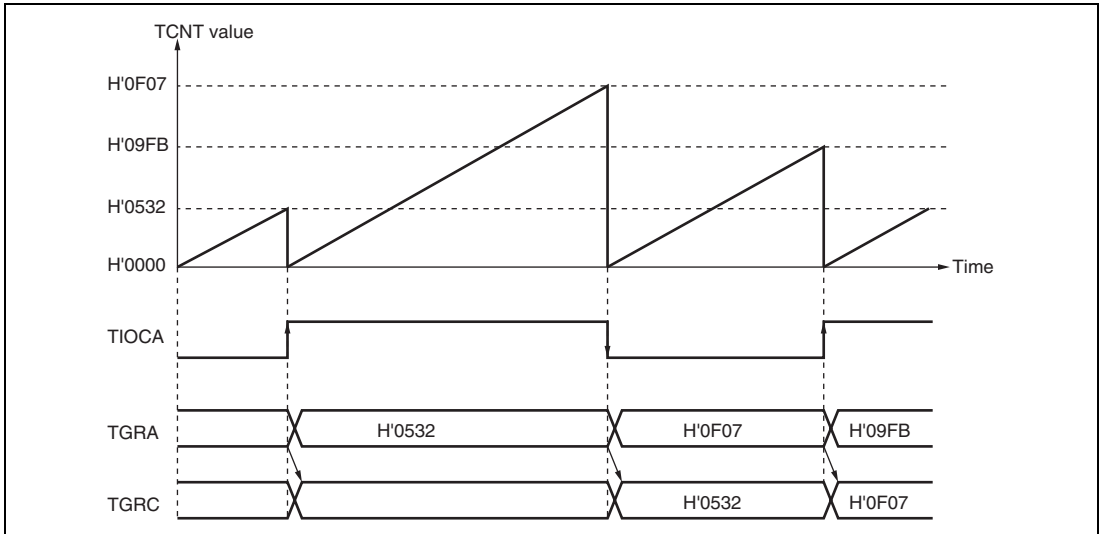 TCNT value
H'0F07
H'09FB
H'0532
H'0000
Time
TIOCA
TGRA
H'0532
H'0F07
H'09FB
TGRC
H'0532
H'0F07